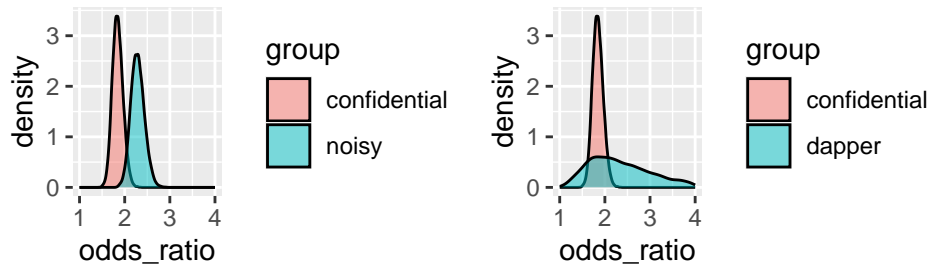 density
3
2
1
0
1 2 3 4
odds_ratio
group
confidential
noisy
density
3
2
1
0
1 2 3 4
odds_ratio
group
confidential
dapper